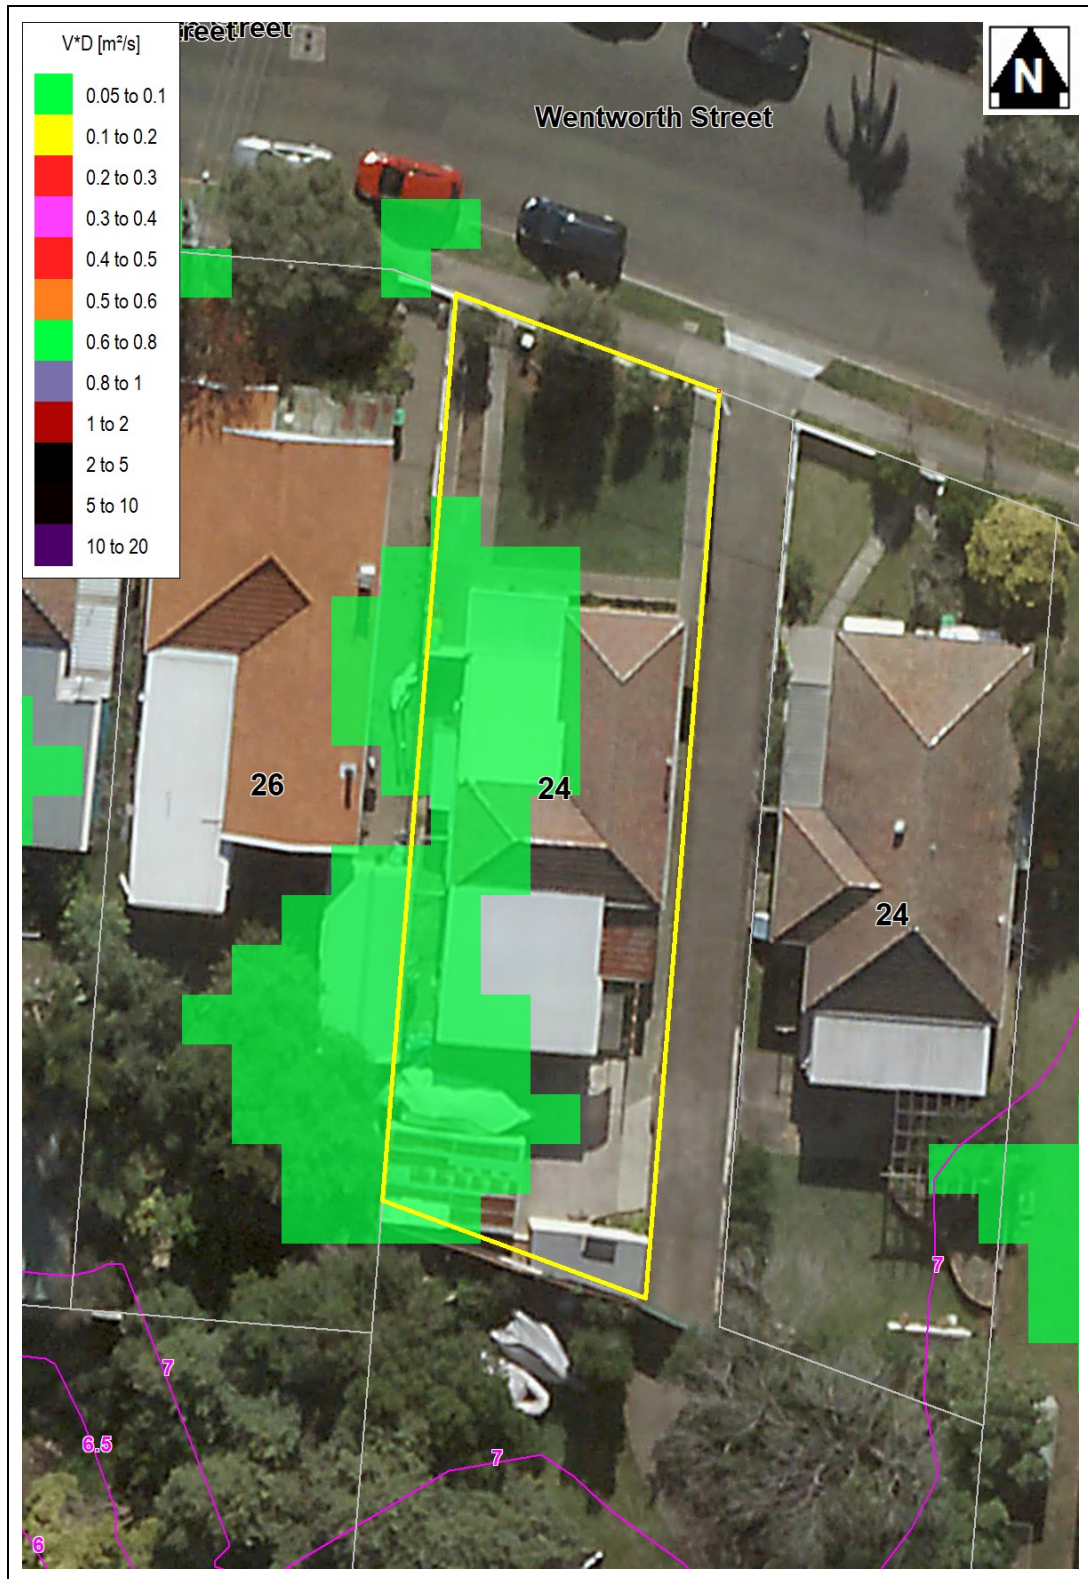 Street
V*D [m²/s]
0.05 to 0.1
0.1 to 0.2
0.2 to 0.3
0.3 to 0.4
0.4 to 0.5
0.5 to 0.6
0.6 to 0.8
0.8 to 1
1 to 2
2 to 5
5 to 10
10 to 20
N
Wentworth Street
26
24
24
7
7
6.5
7
6